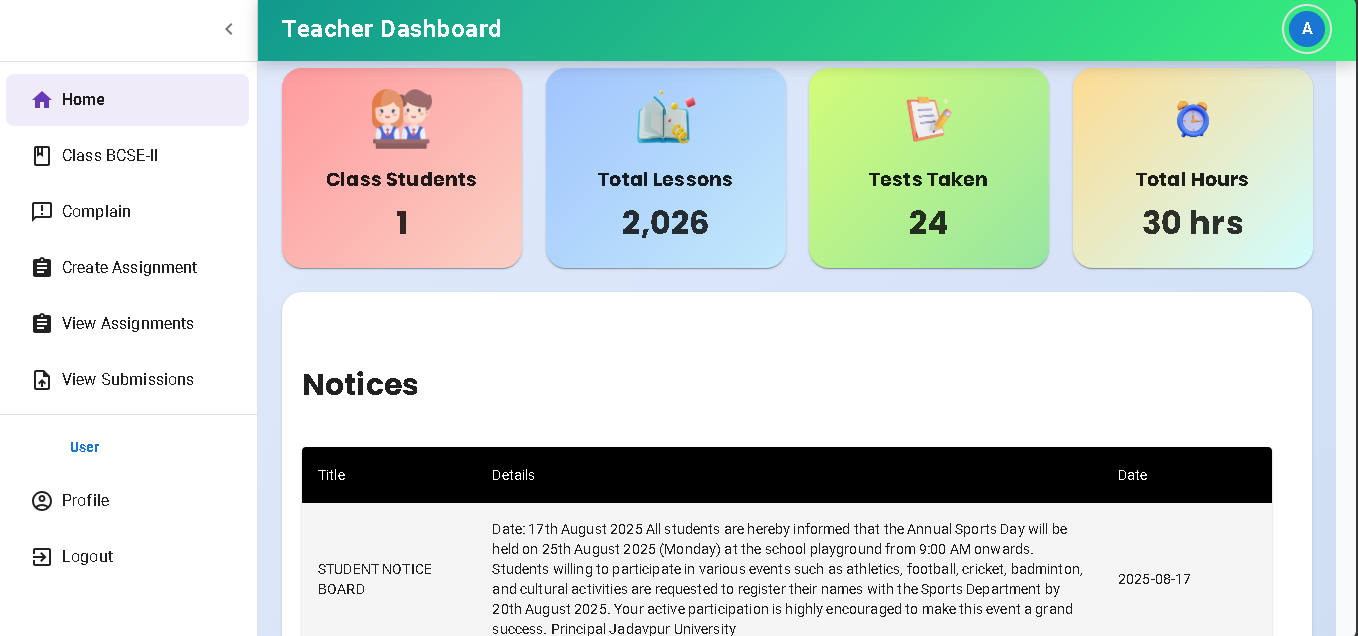 Teacher Dashboard
A
Home
Class BCSE-II
Complain
Create Assignment
View Assignments
View Submissions
User
Profile
Logout
Class Students
1
Total Lessons
2,026
Tests Taken
24
Total Hours
30 hrs
Notices
Title Details Date
STUDENT NOTICE
BOARD
Date: 17th August 2025 All students are hereby informed that the Annual Sports Day will be
held on 25th August 2025 (Monday) at the school playground from 9:00 AM onwards.
Students willing to participate in various events such as athletics, football, cricket, badminton,
and cultural activities are requested to register their names with the Sports Department by
20th August 2025. Your active participation is highly encouraged to make this event a grand
success. Principal Jadavpur University
2025-08-17